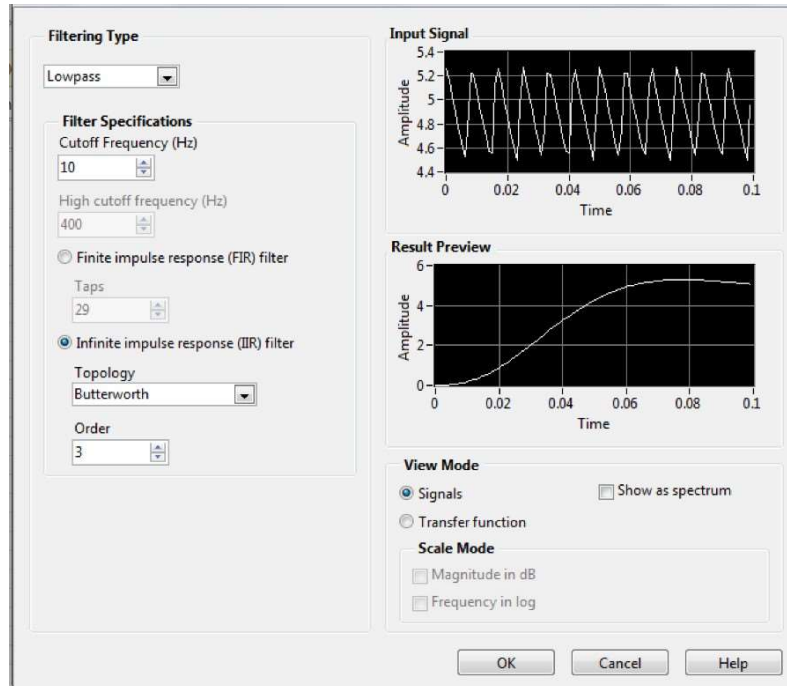 Filtering Type
Lowpass
Filter Specifications
Cutoff Frequency (Hz)
10
High cutoff frequency (Hz)
400
Finite impulse response (FIR) filter
Taps
29
Infinite impulse response (IIR) filter
Topology
Butterworth
Order
3
Input Signal
5.4
5.2
5
4.8
4.6
4.4
Amplitude
0 0.02 0.04 0.06 0.08 0.1
Time
Result Preview
6
4
2
0
Amplitude
0 0.02 0.04 0.06 0.08 0.1
Time
View Mode
Signals
Show as spectrum
Transfer function
Scale Mode
Magnitude in dB
Frequency in log
OK Cancel Help